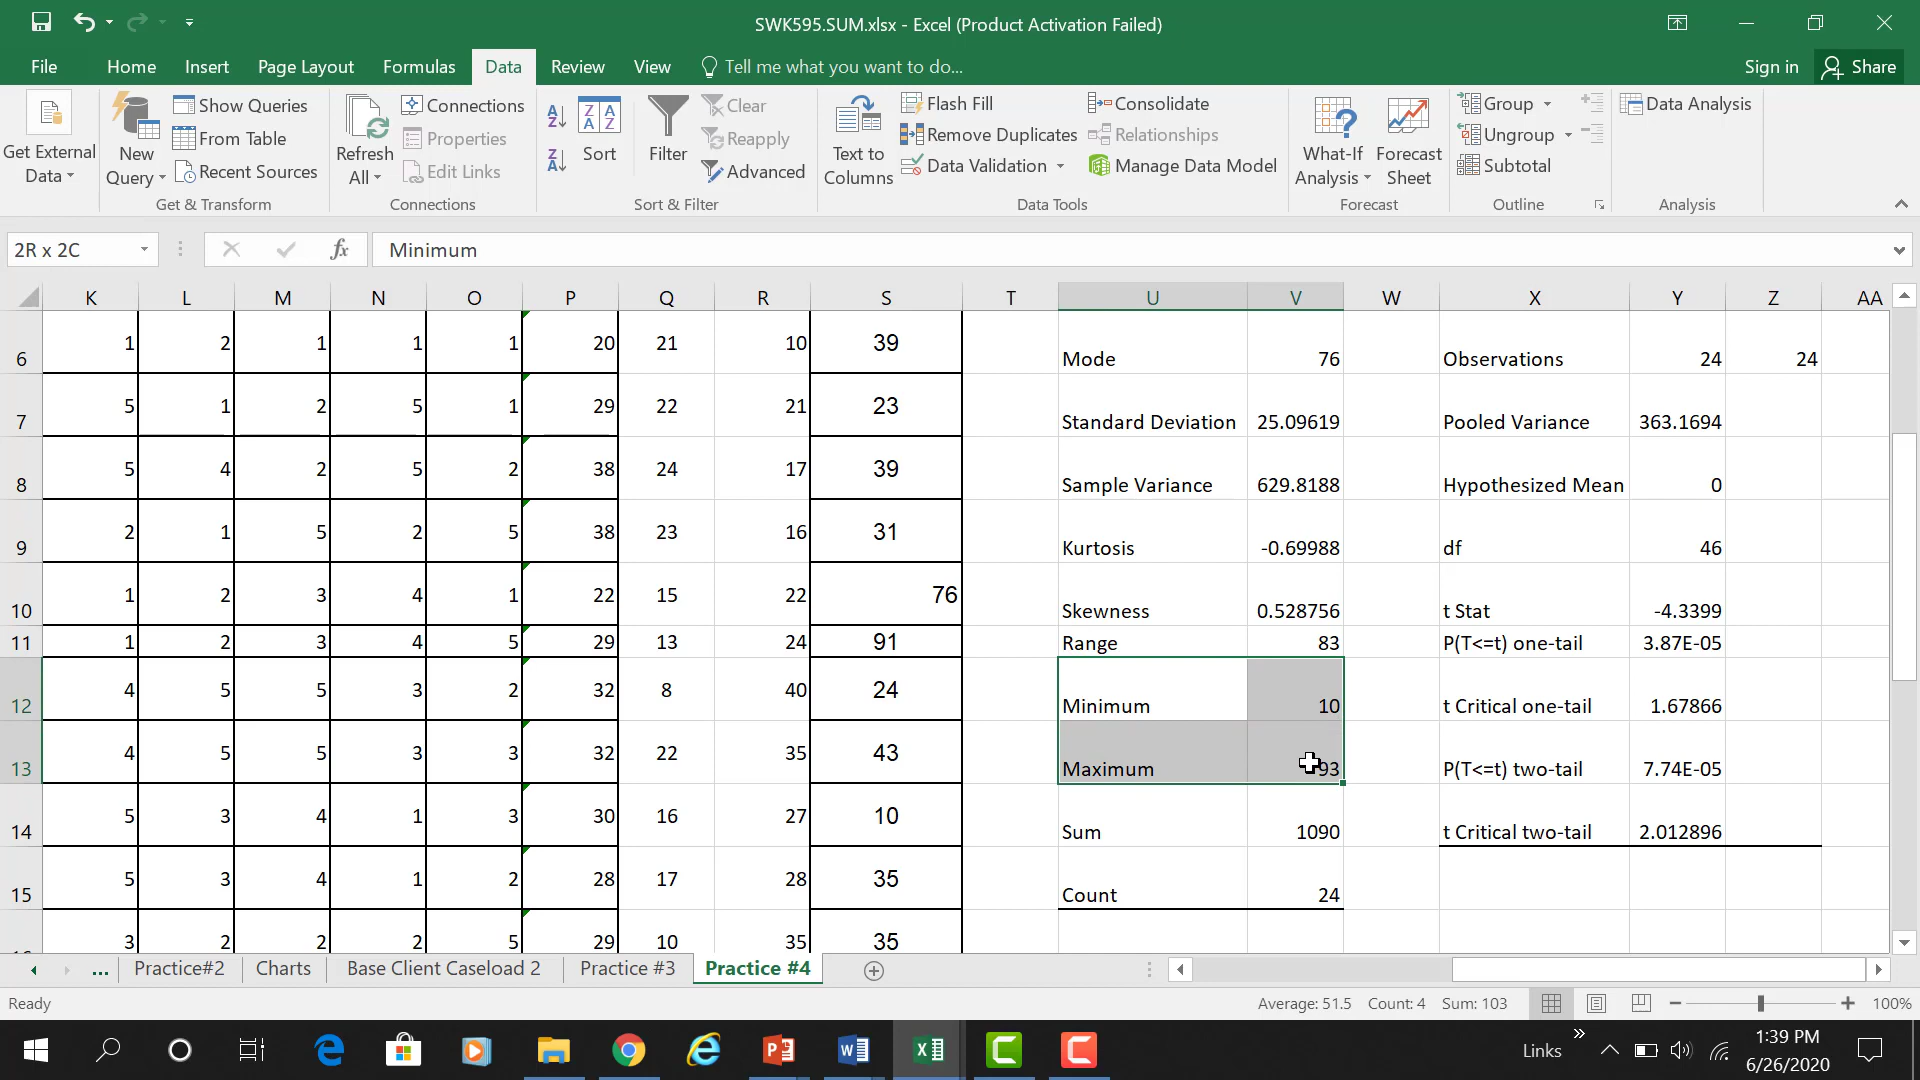 SWK595.SUM.xlsx - Excel (Product Activation Failed)
File Home Insert Page Layout Formulas Data Review View Tell me what you want to do... Sign in Share
Get External Data
New Query
Show Queries
From Table
Recent Sources
Get & Transform
Refresh All
Connections
Properties
Edit Links
Connections
Sort
Filter
Clear
Reapply
Advanced
Sort & Filter
Text to Columns
Flash Fill
Remove Duplicates
Data Validation
Consolidate
Relationships
Manage Data Model
Data Tools
What-If Analysis
Forecast Sheet
Forecast
Group
Ungroup
Subtotal
Outline
Data Analysis
Analysis
2R x 2C fx Minimum
K L M N O P Q R S T U V W X Y Z AA
6 1 2 1 1 1 20 21 10 39 Mode 76 Observations 24 24
7 5 1 2 5 1 29 22 21 23 Standard Deviation 25.09619 Pooled Variance 363.1694
8 5 4 2 5 2 38 24 17 39 Sample Variance 629.8188 Hypothesized Mean 0
9 2 1 5 2 5 38 23 16 31 Kurtosis -0.69988 df 46
10 1 2 3 4 1 22 15 22 76 Skewness 0.528756 t Stat -4.3399
11 1 2 3 4 5 29 13 24 91 Range 83 P(T<=t) one-tail 3.87E-05
12 4 5 5 3 2 32 8 40 24 Minimum 10 t Critical one-tail 1.67866
13 4 5 5 3 3 32 22 35 43 Maximum 93 P(T<=t) two-tail 7.74E-05
14 5 3 4 1 3 30 16 27 10 Sum 1090 t Critical two-tail 2.012896
15 5 3 4 1 2 28 17 28 35 Count 24
3 2 2 2 5 29 10 35 35
... Practice#2 Charts Base Client Caseload 2 Practice #3 Practice #4
Ready Average: 51.5 Count: 4 Sum: 103 100%
Links 1:39 PM
6/26/2020